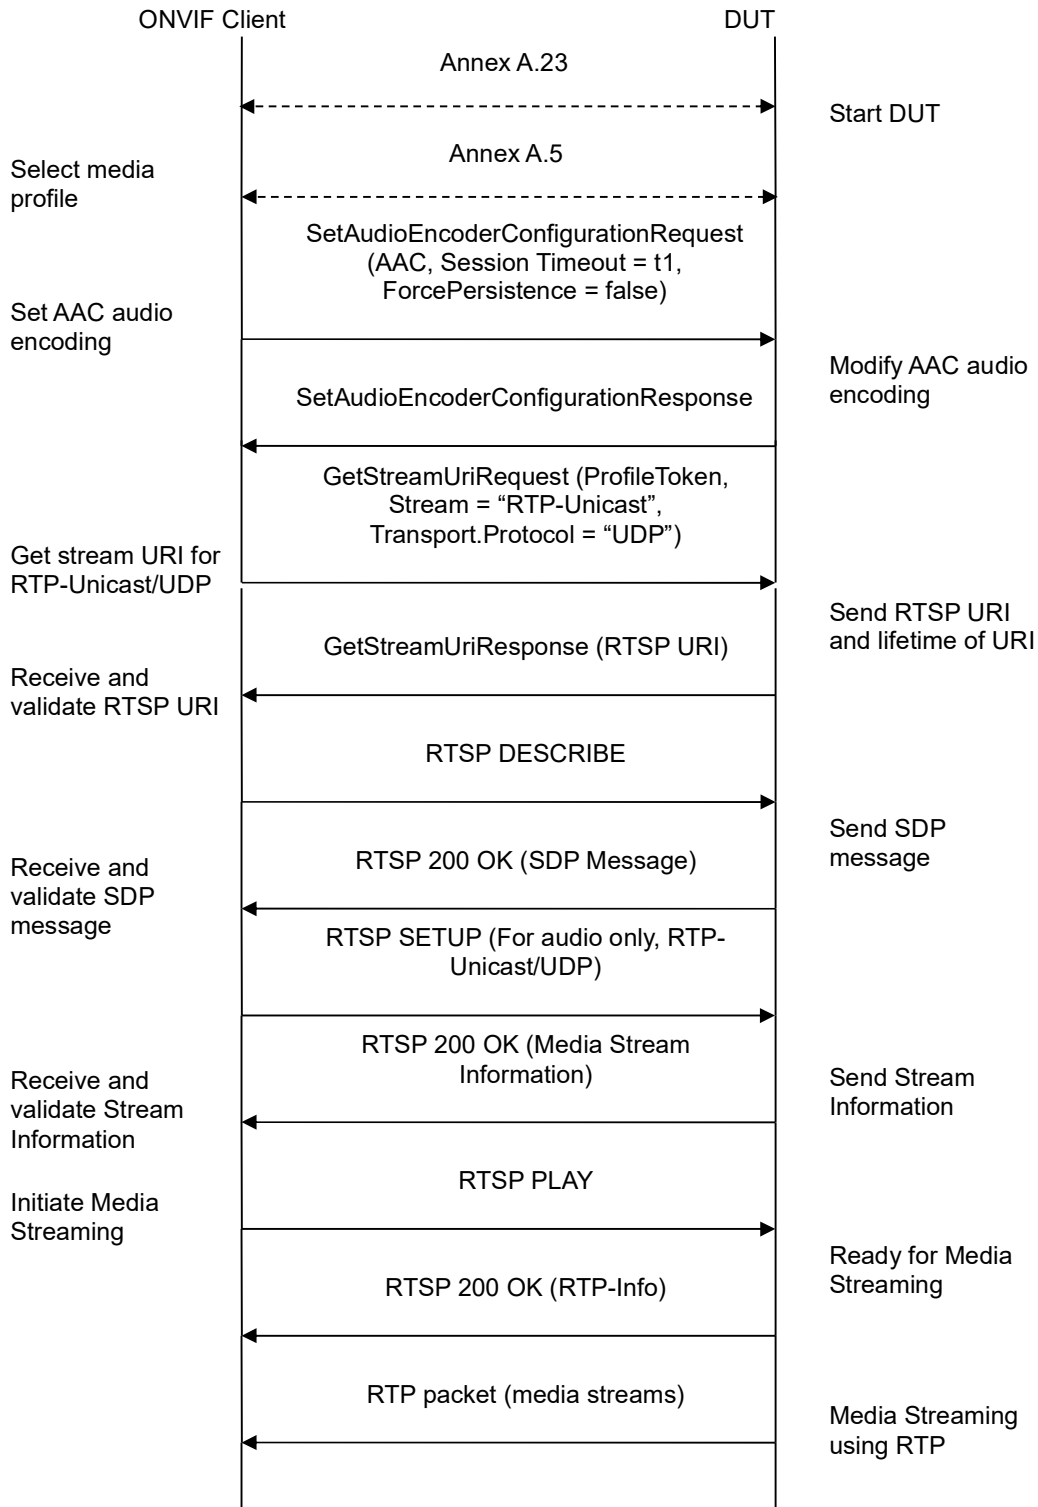 ONVIF Client
DUT
Annex A.23
Start DUT
Annex A.5
Select media
profile
SetAudioEncoderConfigurationRequest
(AAC, Session Timeout = t1,
ForcePersistence = false)
Set AAC audio
encoding
Modify AAC audio
encoding
SetAudioEncoderConfigurationResponse
GetStreamUriRequest (ProfileToken,
Stream = “RTP-Unicast”,
Transport.Protocol = “UDP”)
Get stream URI for
RTP-Unicast/UDP
Send RTSP URI
and lifetime of URI
GetStreamUriResponse (RTSP URI)
Receive and
validate RTSP URI
RTSP DESCRIBE
Send SDP
message
RTSP 200 OK (SDP Message)
Receive and
validate SDP
message
RTSP SETUP (For audio only, RTP-
Unicast/UDP)
RTSP 200 OK (Media Stream
Information)
Receive and
validate Stream
Information
Send Stream
Information
RTSP PLAY
Initiate Media
Streaming
Ready for Media
Streaming
RTSP 200 OK (RTP-Info)
RTP packet (media streams)
Media Streaming
using RTP